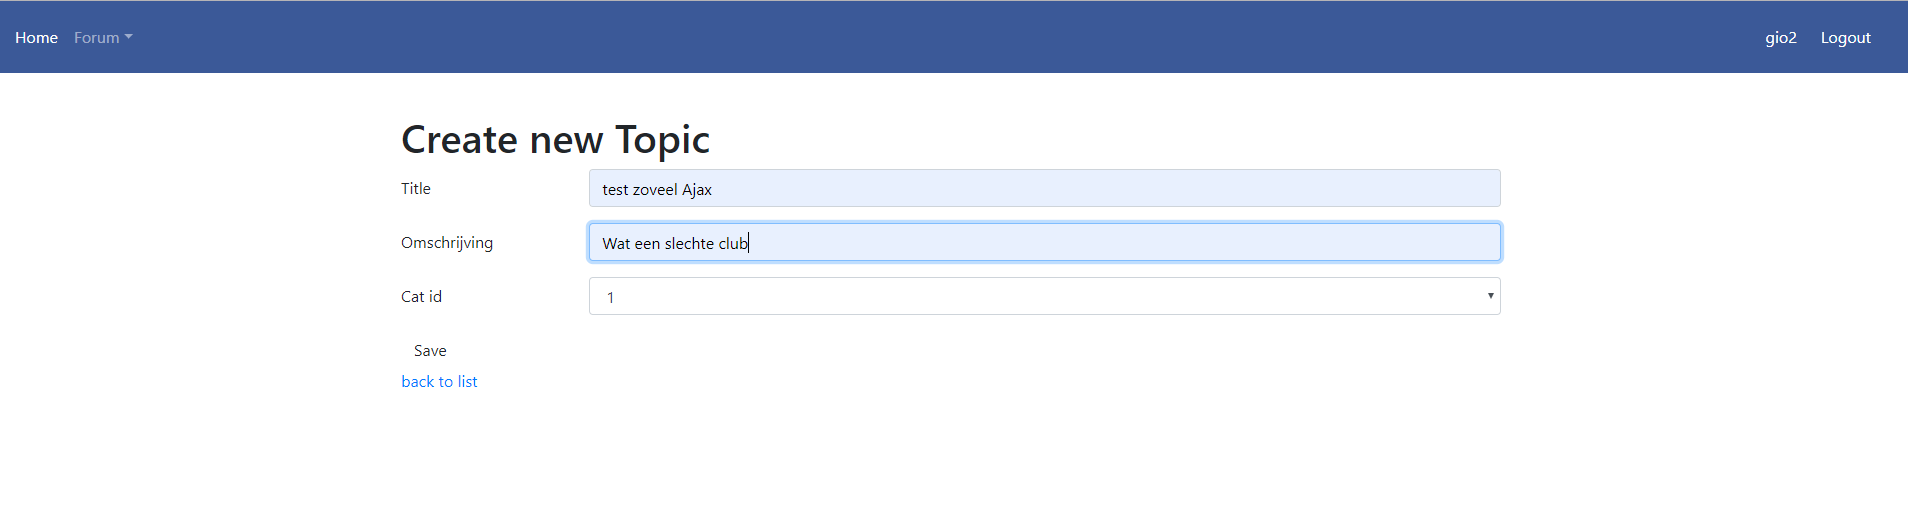 Home Forum gio2 Logout
Create new Topic
Title test zoveel Ajax
Omschrijving Wat een slechte club
Cat id 1
Save
back to list